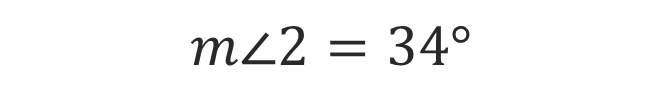 m∠2 = 34°